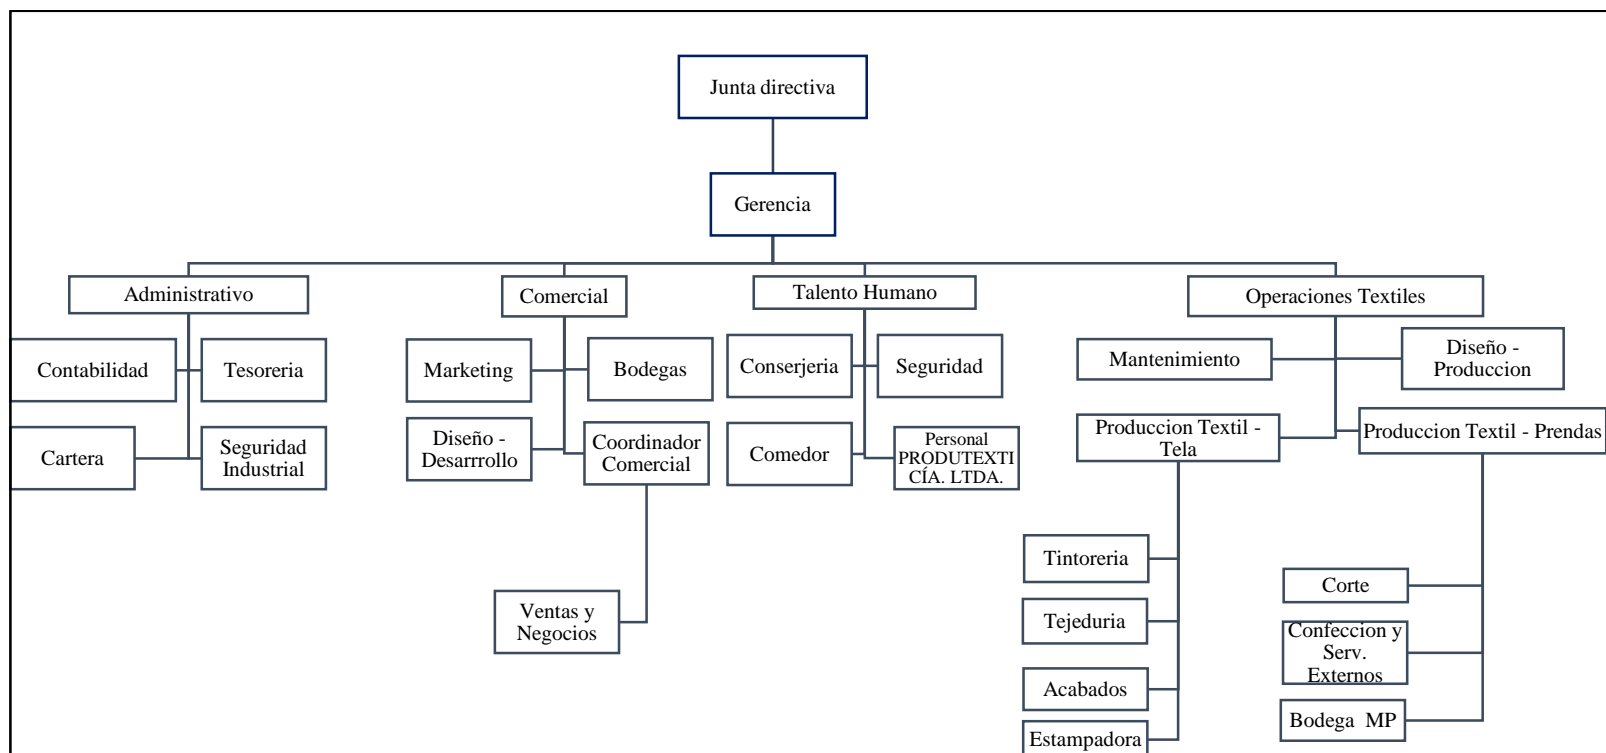 Junta directiva
Gerencia
Administrativo
Comercial
Talento Humano
Operaciones Textiles
Contabilidad
Tesoreria
Marketing
Bodegas
Conserjeria
Seguridad
Mantenimiento
Diseño -
Produccion
Cartera
Seguridad
Industrial
Diseño -
Desarrrollo
Coordinador
Comercial
Comedor
Personal
PRODUTEXTI
CÍA. LTDA.
Produccion Textil -
Tela
Produccion Textil - Prendas
Ventas y
Negocios
Tintoreria
Tejeduria
Acabados
Estampadora
Corte
Confeccion y
Serv.
Externos
Bodega  MP